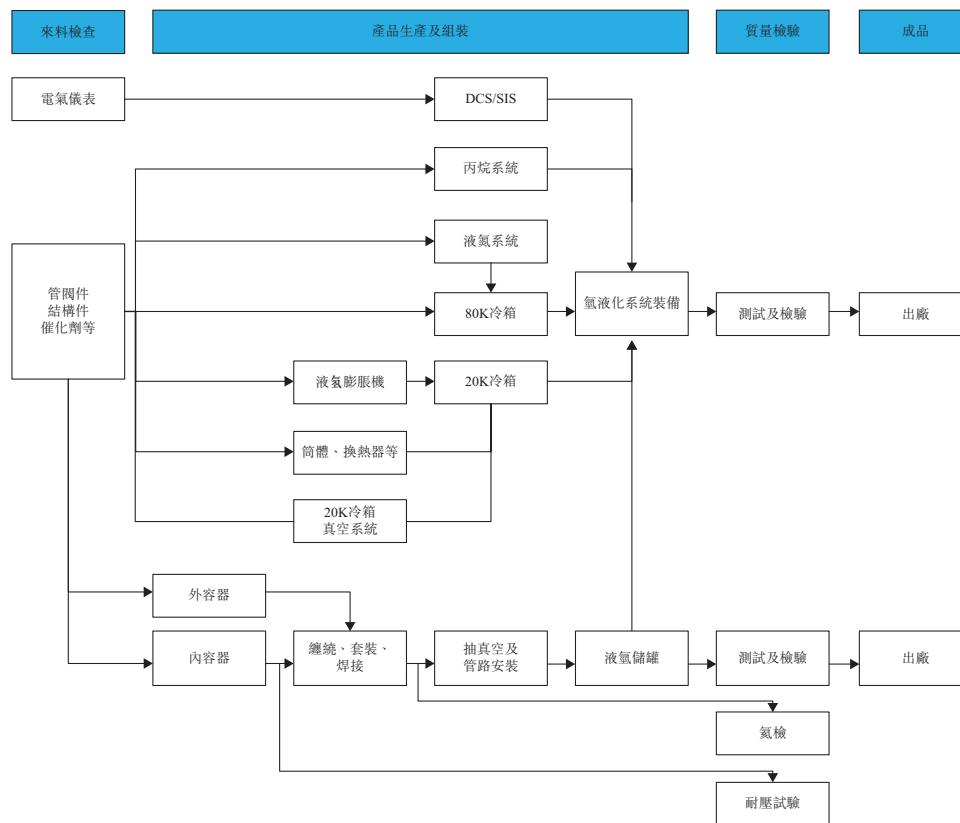 來料檢查
產品生產及組裝
質量檢驗
成品
電氣儀表
DCS/SIS
丙烷系統
液氮系統
管閥件
結構件
催化劑等
80K冷箱
氫液化系統裝備
測試及檢驗
出廠
液氫膨脹機
20K冷箱
筒體、換熱器等
20K冷箱
真空系統
外容器
內容器
纏繞、套裝、
焊接
抽真空及
管路安裝
液氫儲罐
測試及檢驗
出廠
氦檢
耐壓試驗